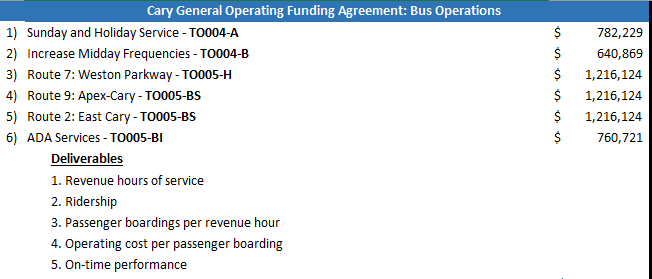 Cary General Operating Funding Agreement: Bus Operations
1) Sunday and Holiday Service - TO004-A $ 782,229
2) Increase Midday Frequencies - TO004-B $ 640,869
3) Route 7: Weston Parkway - TO005-H $ 1,216,124
4) Route 9: Apex-Cary - TO005-BS $ 1,216,124
5) Route 2: East Cary - TO005-BS $ 1,216,124
6) ADA Services - TO005-BI $ 760,721
Deliverables
1. Revenue hours of service
2. Ridership
3. Passenger boardings per revenue hour
4. Operating cost per passenger boarding
5. On-time performance